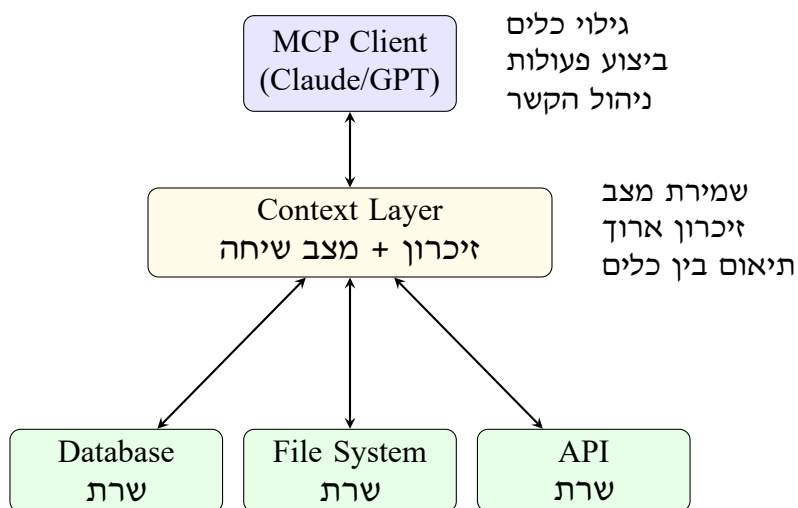 MCP Client
(Claude/GPT)
גילוי כלים
ביצוע פעולות
ניהול הקשר
Context Layer
זיכרון + מצב שיחה
שמירת מצב
זיכרון ארוך
תיאום בין כלים
Database
שרת
File System
שרת
API
שרת